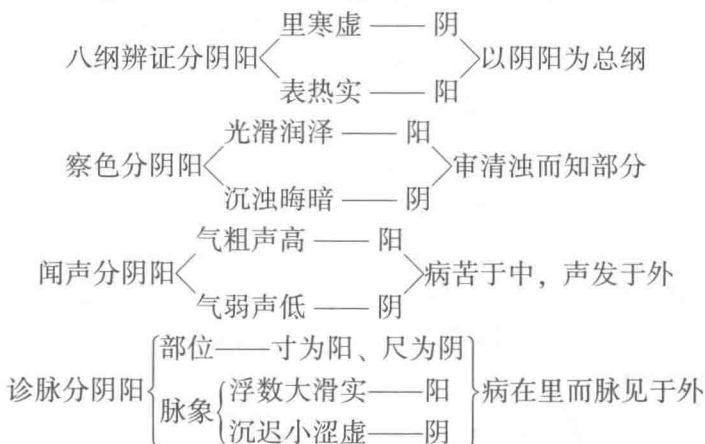 里寒虚——阴
八纲辨证分阴阳 以阴阳为总纲
表热实——阳
光滑润泽——阳
察色分阴阳 审清浊而知部分
沉浊晦暗——阴
气粗声高——阳
闻声分阴阳 病苦于中，声发于外
气弱声低——阴
部位——寸为阳、尺为阴
诊脉分阴阳 病在里而脉见于外
脉象 浮数大滑实——阳
沉迟小涩虚——阴